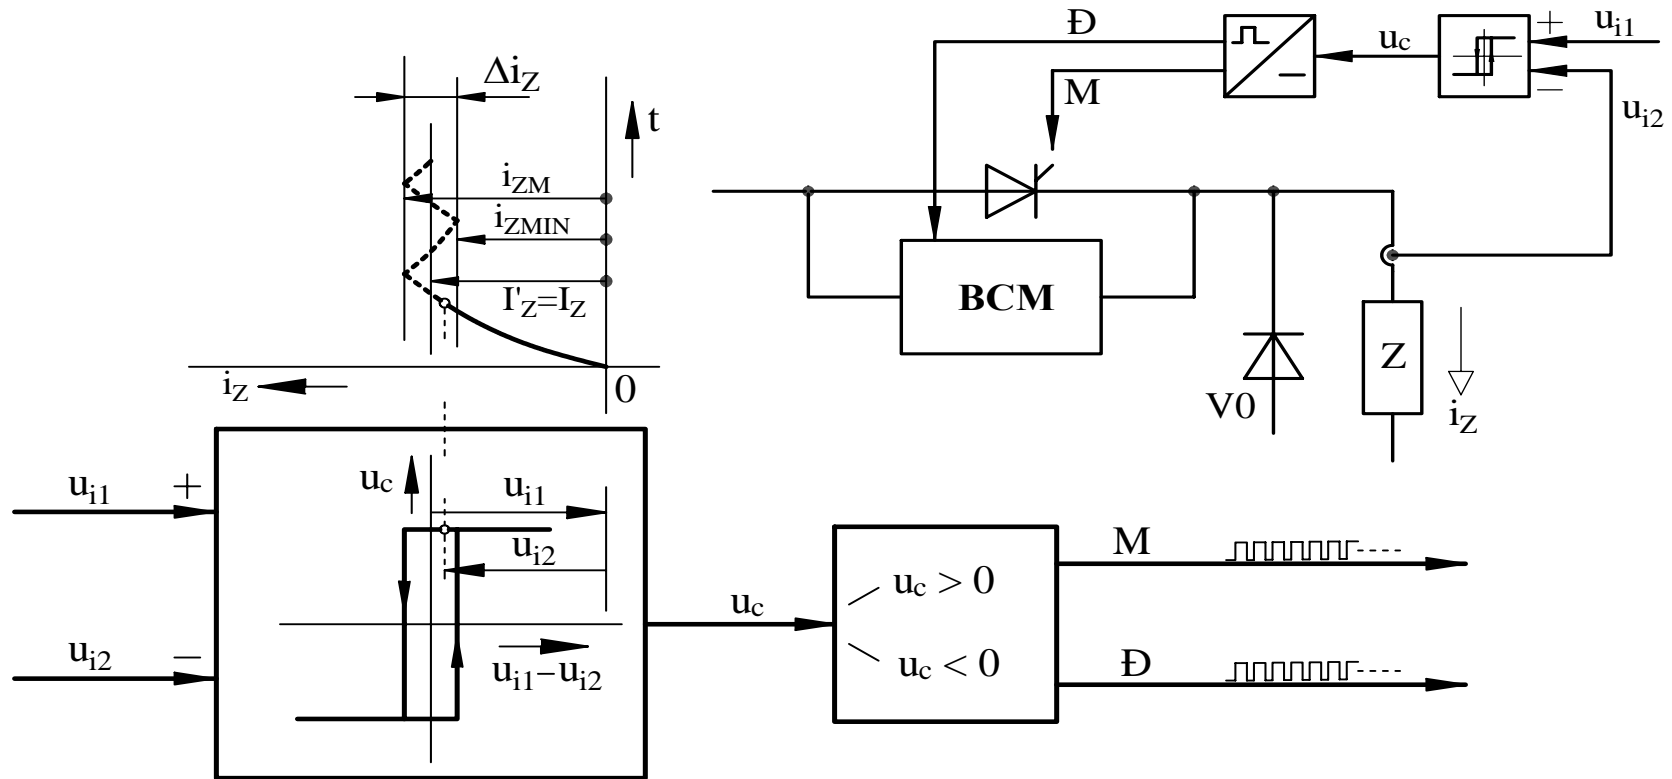 Đ
+
u_i1
Δi_Z
u_c
t
M
−
u_i2
i_ZM
i_ZMIN
I'_Z=I_Z
BCM
i_Z
0
Z
V0
i_Z
u_i1
+
u_c
u_i1
u_i2
M
u_c > 0
u_c
u_i2
−
u_i1−u_i2
u_c < 0
Đ